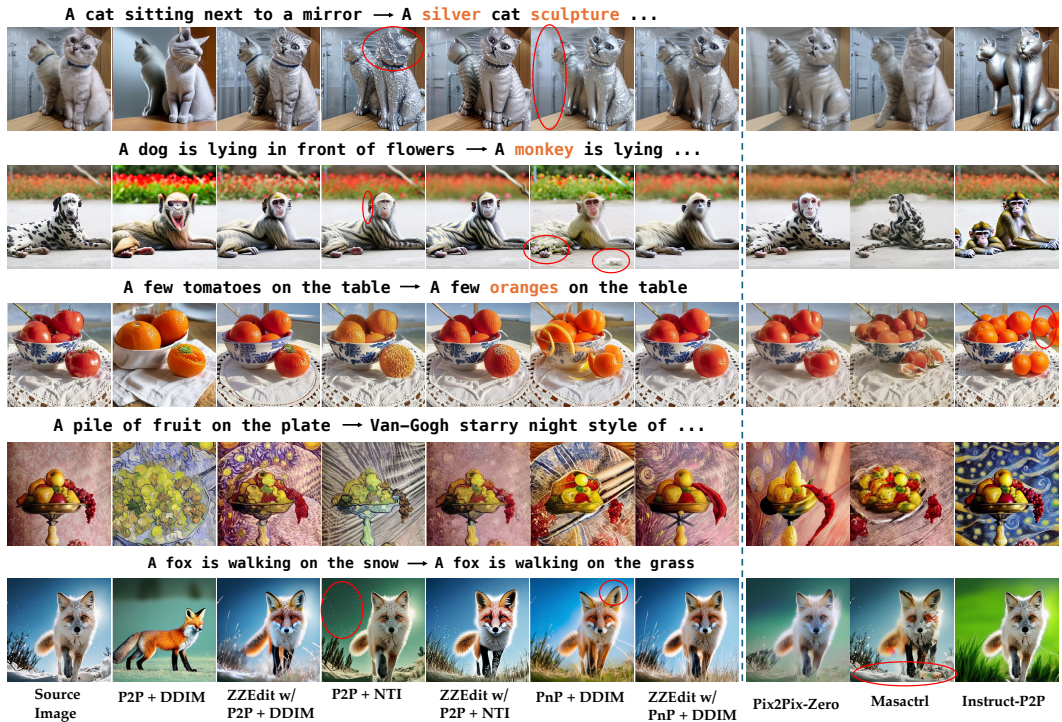 A cat sitting next to a mirror → A silver cat sculpture ...
A dog is lying in front of flowers → A monkey is lying ...
A few tomatoes on the table → A few oranges on the table
A pile of fruit on the plate → Van-Gogh starry night style of ...
A fox is walking on the snow → A fox is walking on the grass
Source Image
P2P + DDIM
ZZEdit w/ P2P + DDIM
P2P + NTI
ZZEdit w/ P2P + NTI
PnP + DDIM
ZZEdit w/ PnP + DDIM
Pix2Pix-Zero
Masactrl
Instruct-P2P